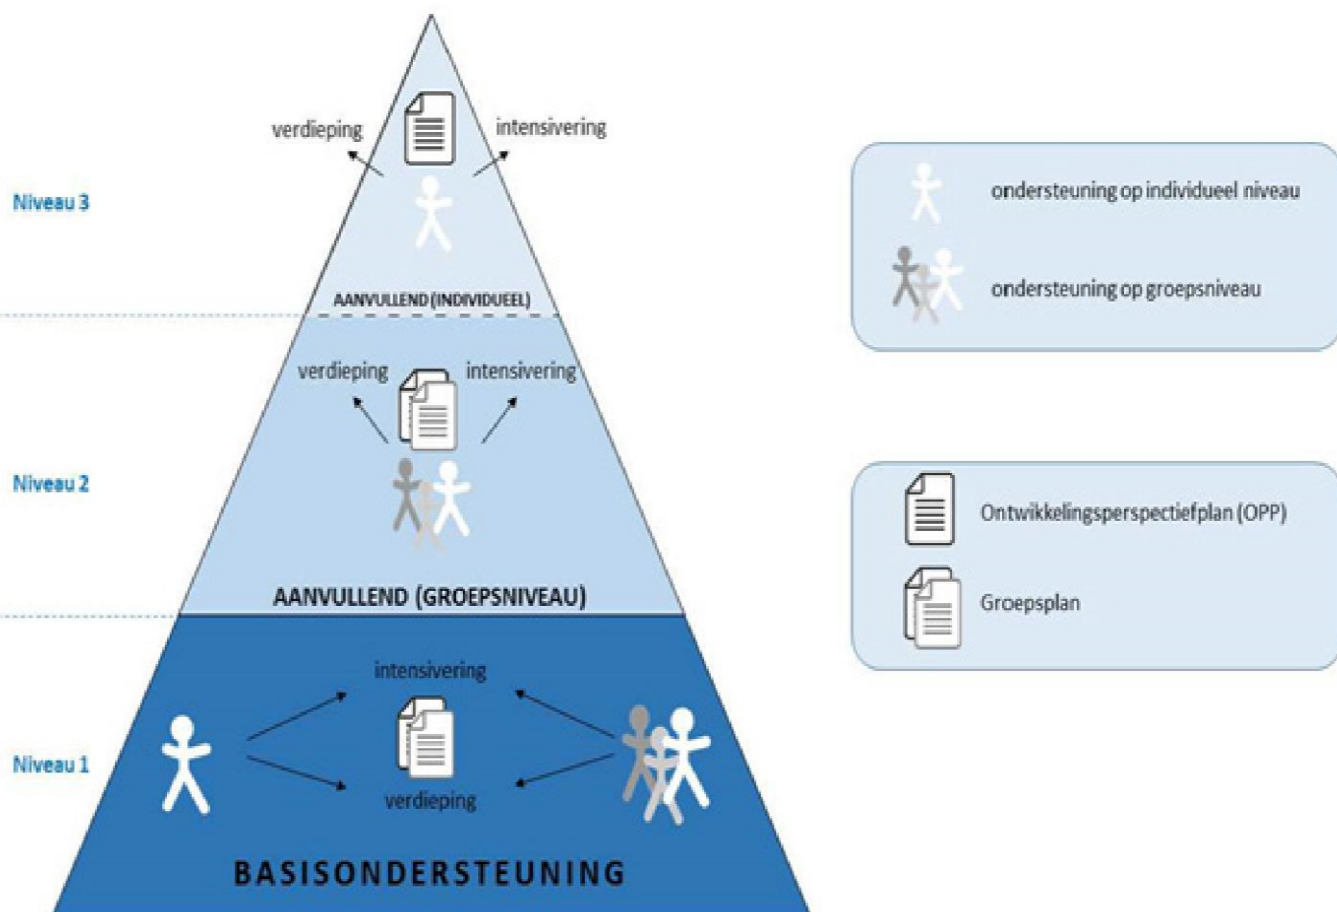 verdieping
intensivering
Niveau 3
AANVULLEND (INDIVIDUEEL)
verdieping
intensivering
Niveau 2
AANVULLEND (GROEPSNIVEAU)
intensivering
Niveau 1
verdieping
BASISONDERSTEUNING
ondersteuning op individueel niveau
ondersteuning op groepsniveau
Ontwikkelingsperspectiefplan (OPP)
Groepsplan